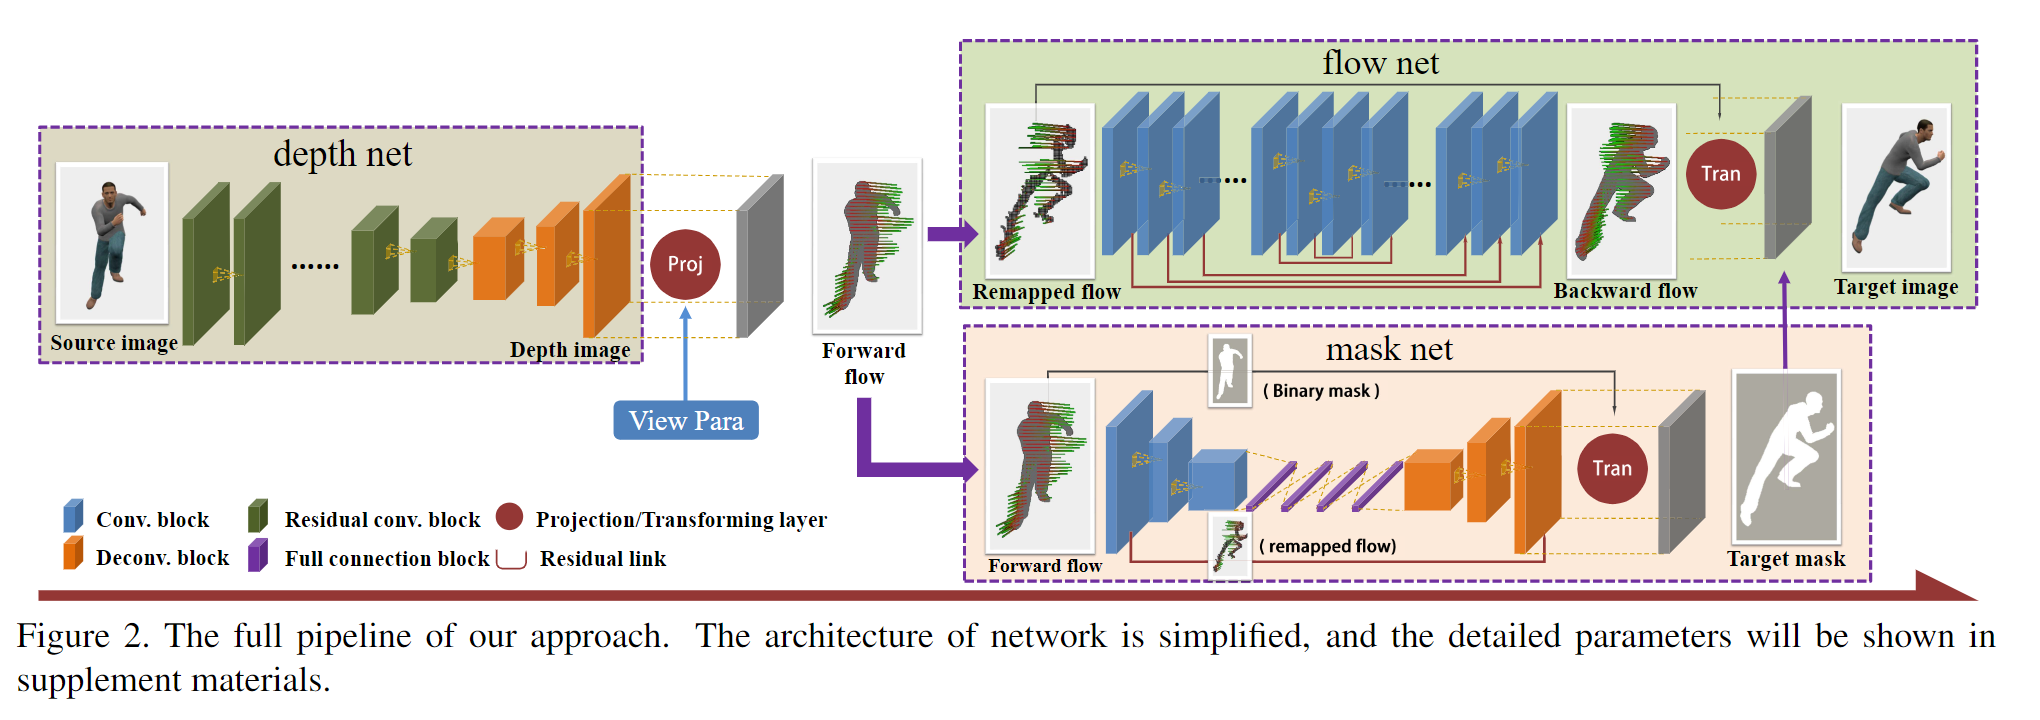 depth net
Source image
......
Depth image
Proj
View Para
Forward
flow
flow net
Remapped flow
......
......
Backward flow
Tran
Target image
mask net
( Binary mask )
Forward flow
( remapped flow)
Tran
Target mask
Conv. block
Residual conv. block
Projection/Transforming layer
Deconv. block
Full connection block
Residual link
Figure 2. The full pipeline of our approach. The architecture of network is simplified, and the detailed parameters will be shown in
supplement materials.